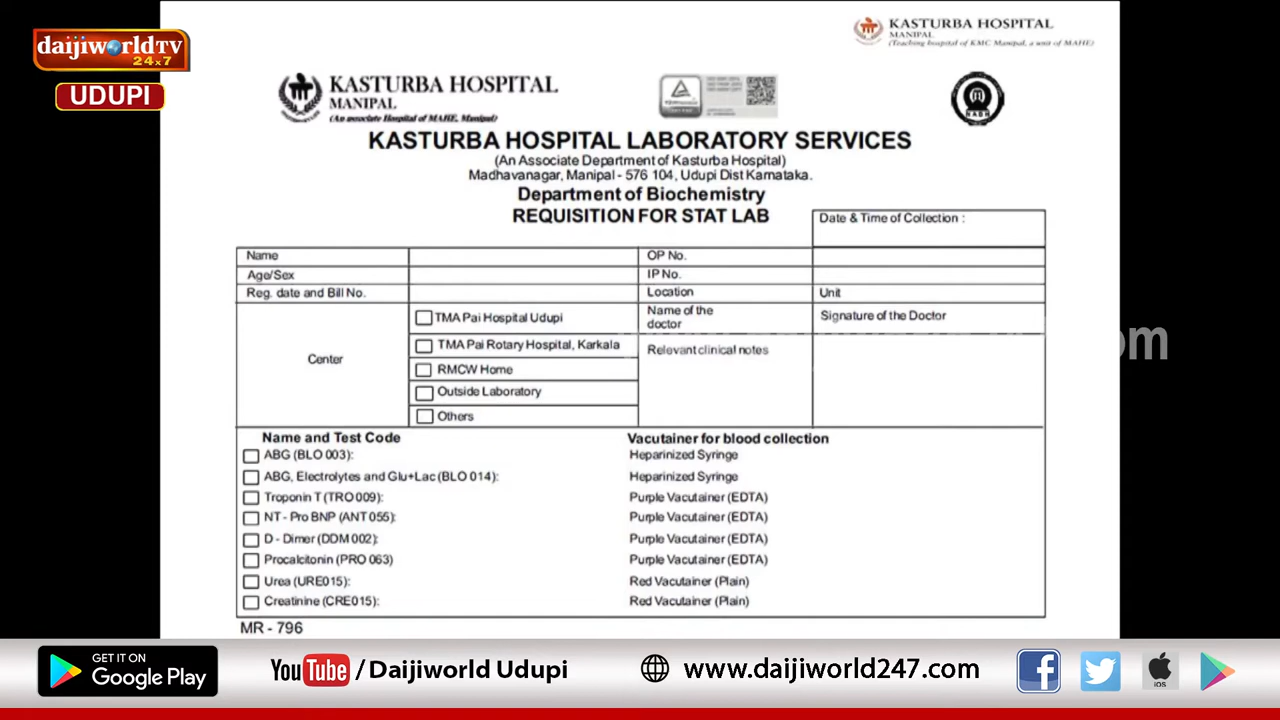 daijiworldTV
24x7
UDUPI
KASTURBA HOSPITAL
MANIPAL
(Teaching hospital of KMC Manipal, a unit of MAHE)
KASTURBA HOSPITAL
MANIPAL
(An associate Hospital of MAHE, Manipal)
NABH
KASTURBA HOSPITAL LABORATORY SERVICES
(An Associate Department of Kasturba Hospital)
Madhavanagar, Manipal - 576 104, Udupi Dist Karnataka.
Department of Biochemistry
REQUISITION FOR STAT LAB
Date & Time of Collection :
Name OP No.
Age/Sex IP No.
Reg. date and Bill No. Location Unit
Center
TMA Pai Hospital Udupi
TMA Pai Rotary Hospital, Karkala
RMCW Home
Outside Laboratory
Others
Name of the
doctor
Signature of the Doctor
Relevant clinical notes
om
Name and Test Code Vacutainer for blood collection
ABG (BLO 003): Heparinized Syringe
ABG, Electrolytes and Glu+Lac (BLO 014): Heparinized Syringe
Troponin T (TRO 009): Purple Vacutainer (EDTA)
NT - Pro BNP (ANT 055): Purple Vacutainer (EDTA)
D - Dimer (DDM 002): Purple Vacutainer (EDTA)
Procalcitonin (PRO 063) Purple Vacutainer (EDTA)
Urea (URE015): Red Vacutainer (Plain)
Creatinine (CRE015): Red Vacutainer (Plain)
MR - 796
GET IT ON
Google Play
YouTube / Daijiworld Udupi
www.daijiworld247.com
iOS